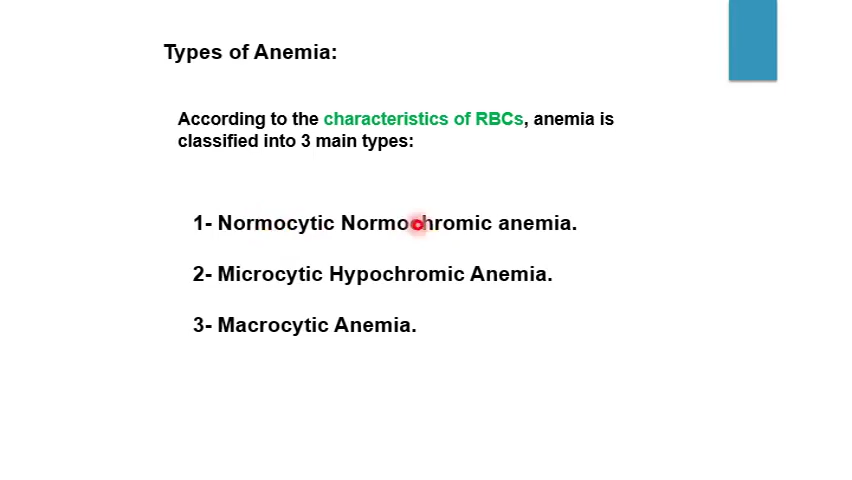 Types of Anemia:
According to the characteristics of RBCs, anemia is
classified into 3 main types:
1- Normocytic Normochromic anemia.
2- Microcytic Hypochromic Anemia.
3- Macrocytic Anemia.